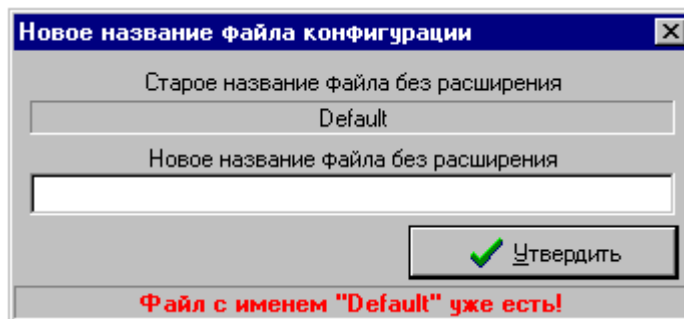 Новое название файла конфигурации
Старое название файла без расширения
Default
Новое название файла без расширения
Утвердить
Файл с именем "Default" уже есть!